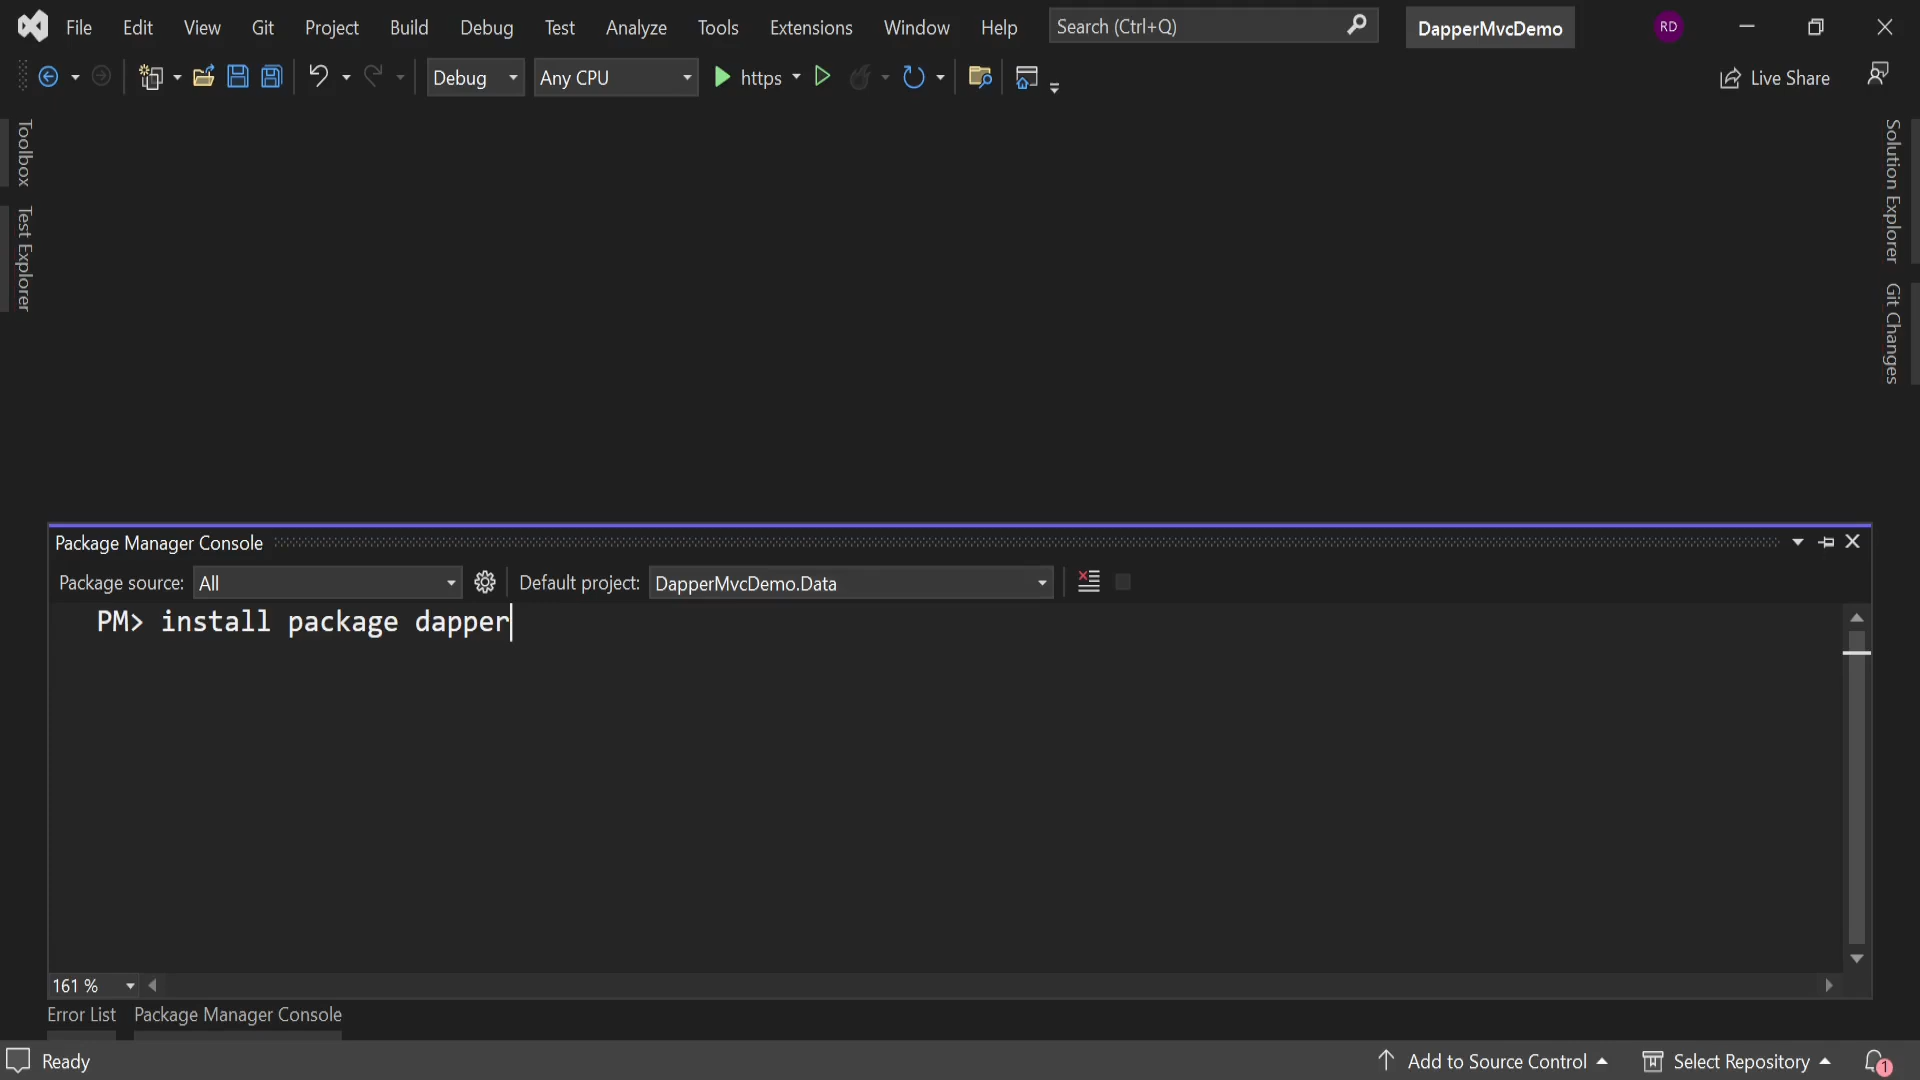 File Edit View Git Project Build Debug Test Analyze Tools Extensions Window Help Search (Ctrl+Q) DapperMvcDemo RD
Debug Any CPU https Live Share
Toolbox
Test Explorer
Solution Explorer
Git Changes
Package Manager Console
Package source: All Default project: DapperMvcDemo.Data
PM> install package dapper
161 %
Error List Package Manager Console
Ready Add to Source Control Select Repository 1